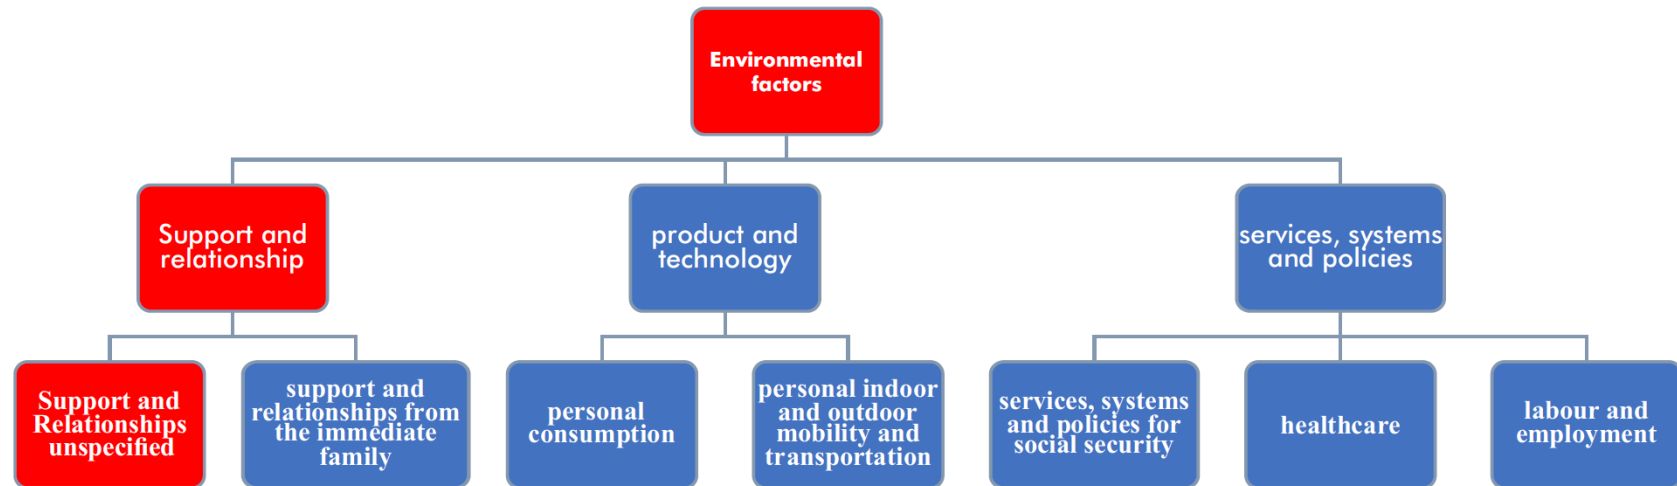 Environmental
factors
Support and
relationship
product and
technology
services, systems
and policies
Support and
Relationships
unspecified
support and
relationships from
the immediate
family
personal
consumption
personal indoor
and outdoor
mobility and
transportation
services, systems
and policies for
social security
healthcare
labour and
employment